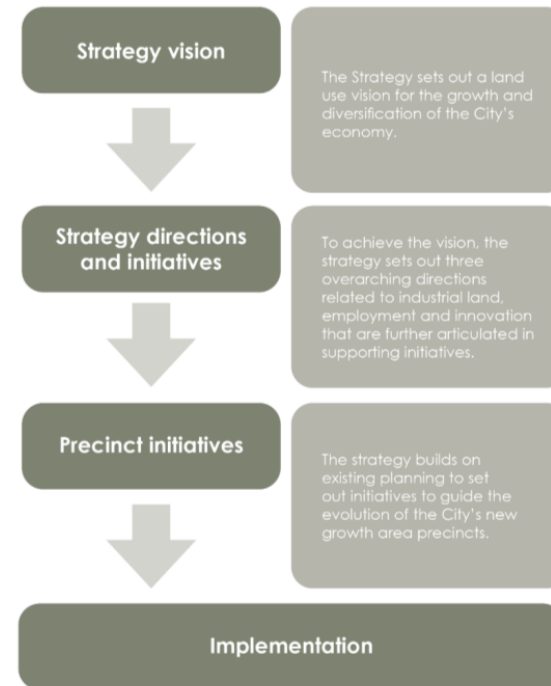 Strategy vision
The Strategy sets out a land
use vision for the growth and
diversification of the City's
economy.
Strategy directions
and initiatives
To achieve the vision, the
strategy sets out three
overarching directions
related to industrial land,
employment and innovation
that are further articulated in
supporting initiatives.
Precinct initiatives
The strategy builds on
existing planning to set
out initiatives to guide the
evolution of the City's new
growth area precincts.
Implementation